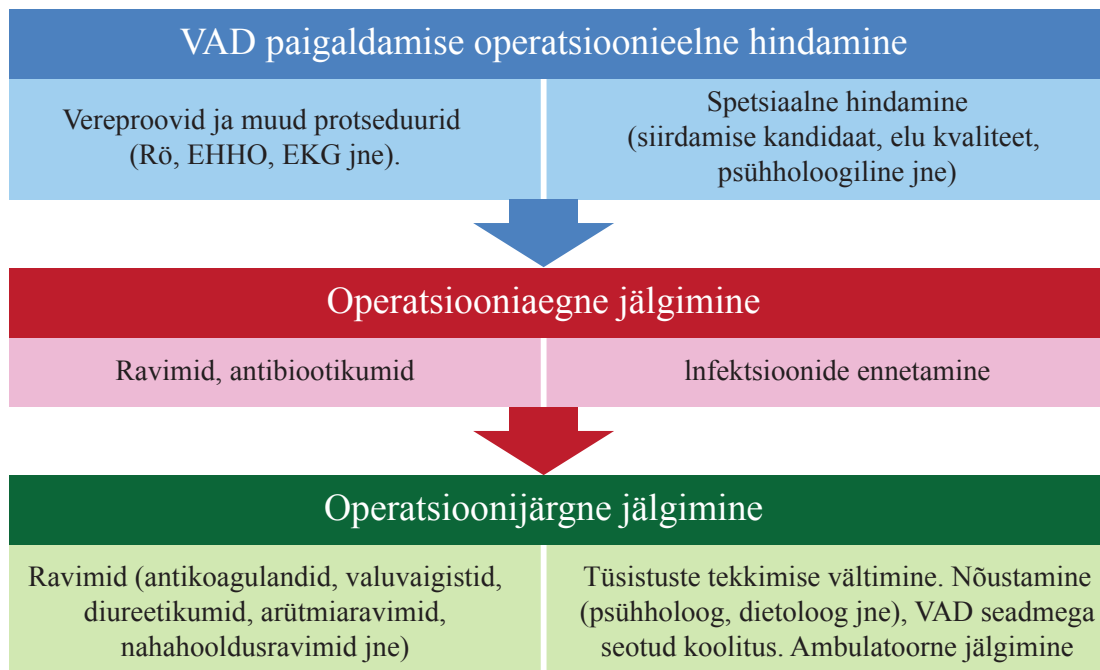 VAD paigaldamise operatsioonieelne hindamine
Vereproovid ja muud protseduurid
(Rö, EHHO, EKG jne).
Spetsiaalne hindamine
(siirdamise kandidaat, elu kvaliteet,
psühholoogiline jne)
Operatsiooniaegne jälgimine
Ravimid, antibiootikumid
lnfektsioonide ennetamine
Operatsioonijärgne jälgimine
Ravimid (antikoagulandid, valuvaigistid,
diureetikumid, arütmiaravimid,
nahahooldusravimid jne)
Tüsistuste tekkimise vältimine. Nõustamine
(psühholoog, dietoloog jne), VAD seadmega
seotud koolitus. Ambulatoorne jälgimine